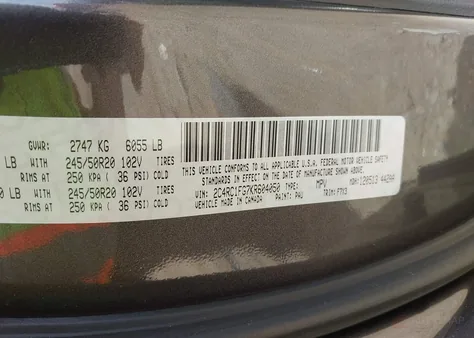 GVWR: 2747 KG 6055 LB
LB WITH 245/50R20 102V TIRES
RIMS AT 250 KPA ( 36 PSI) COLD
0 LB WITH 245/50R20 102V TIRES
RIMS AT 250 KPA ( 36 PSI) COLD
THIS VEHICLE CONFORMS TO ALL APPLICABLE U.S.A. FEDERAL MOTOR VEHICLE SAFETY
STANDARDS IN EFFECT ON THE DATE OF MANUFACTURE SHOWN ABOVE.
VIN: 2C4RC1FG7KR604050 TYPE: MPV MDH:
VEHICLE MADE IN CANADA PAINT: PAU TRIM: